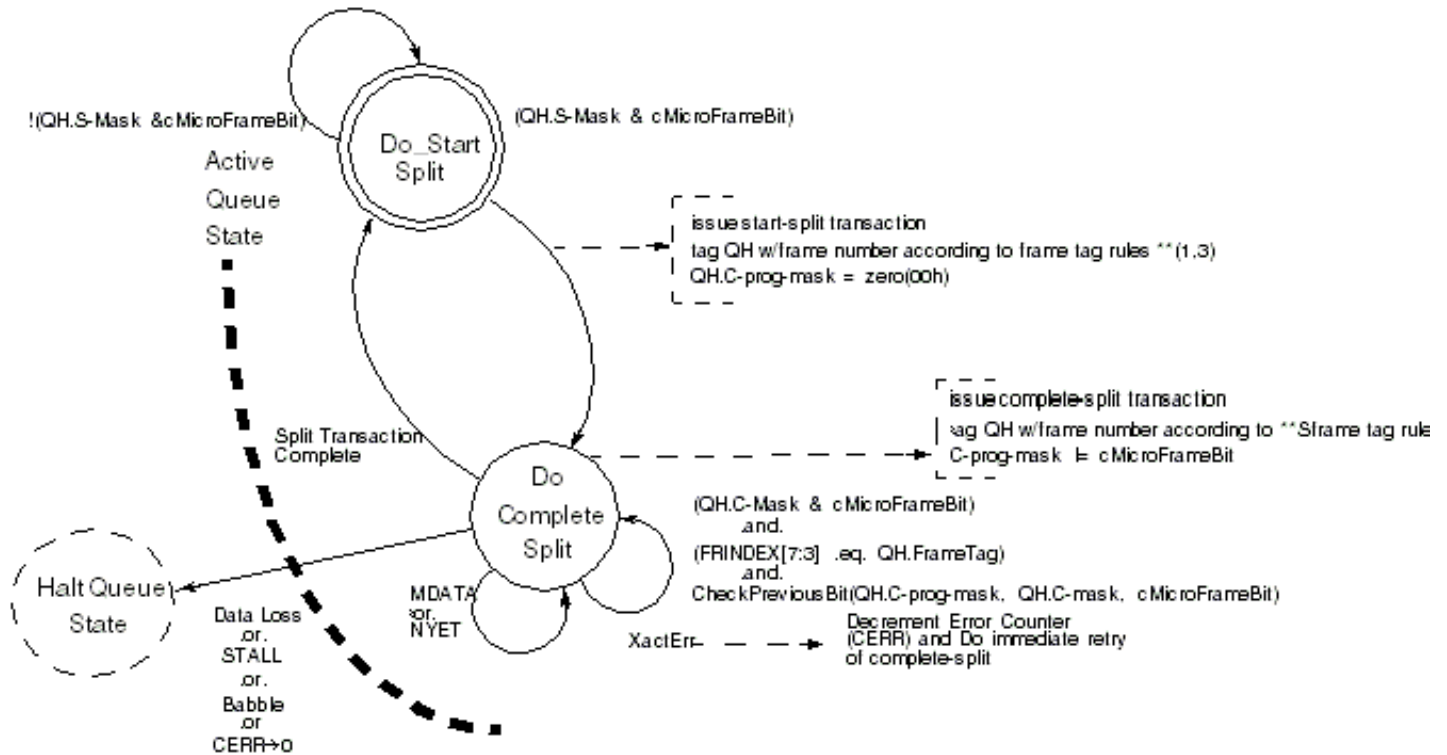 !(QH.S-Mask &cMicroFrameBit)
(QH.S-Mask & cMicroFrameBit)
Do_Start
Split
Active
Queue
State
issue start-split transaction
tag QH w/frame number according to frame tag rules **(1,3)
QH.C-prog-mask = zero(00h)
issue complete-split transaction
tag QH w/frame number according to **Sframe tag rule
C-prog-mask |= cMicroFrameBit
Split Transaction
Complete
Do
Complete
Split
(QH.C-Mask & cMicroFrameBit)
.and.
(FRINDEX[7:3] .eq. QH.FrameTag)
.and.
CheckPreviousBit(QH.C-prog-mask, QH.C-mask, cMicroFrameBit)
Halt Queue
State
MDATA
.or.
NYET
XactErr
Decrement Error Counter
(CERR) and Do immediate retry
of complete-split
Data Loss
.or.
STALL
.or.
Babble
.or
CERR→0